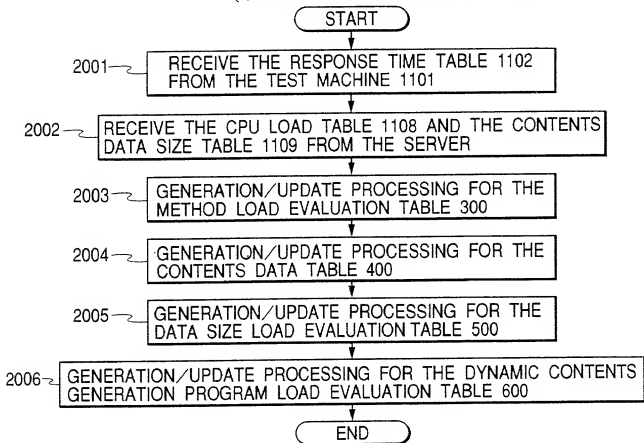 START
2001
RECEIVE THE RESPONSE TIME TABLE 1102
FROM THE TEST MACHINE 1101
2002
RECEIVE THE CPU LOAD TABLE 1108 AND THE CONTENTS
DATA SIZE TABLE 1109 FROM THE SERVER
2003
GENERATION/UPDATE PROCESSING FOR THE
METHOD LOAD EVALUATION TABLE 300
2004
GENERATION/UPDATE PROCESSING FOR THE
CONTENTS DATA TABLE 400
2005
GENERATION/UPDATE PROCESSING FOR THE
DATA SIZE LOAD EVALUATION TABLE 500
2006
GENERATION/UPDATE PROCESSING FOR THE DYNAMIC CONTENTS
GENERATION PROGRAM LOAD EVALUATION TABLE 600
END